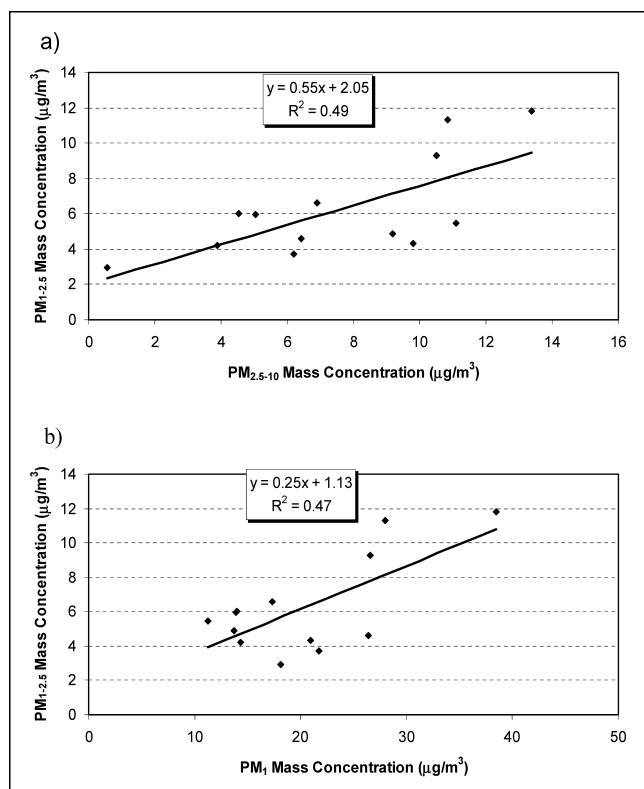 a)
y = 0.55x + 2.05
R² = 0.49
14
12
10
8
6
4
2
0
PM₁₋₂.₅ Mass Concentration (μg/m³)
0 2 4 6 8 10 12 14 16
PM₂.₅₋₁₀ Mass Concentration (μg/m³)
b)
y = 0.25x + 1.13
R² = 0.47
14
12
10
8
6
4
2
0
PM₁₋₂.₅ Mass Concentration (μg/m³)
0 10 20 30 40 50
PM₁ Mass Concentration (μg/m³)